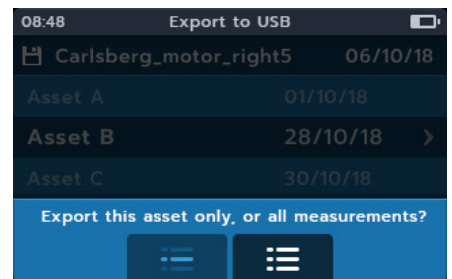 08:48 Export to USB
Carlsberg_motor_right5 06/10/18
Asset A 01/10/18
Asset B 28/10/18
Asset C 30/10/18
Export this asset only, or all measurements?